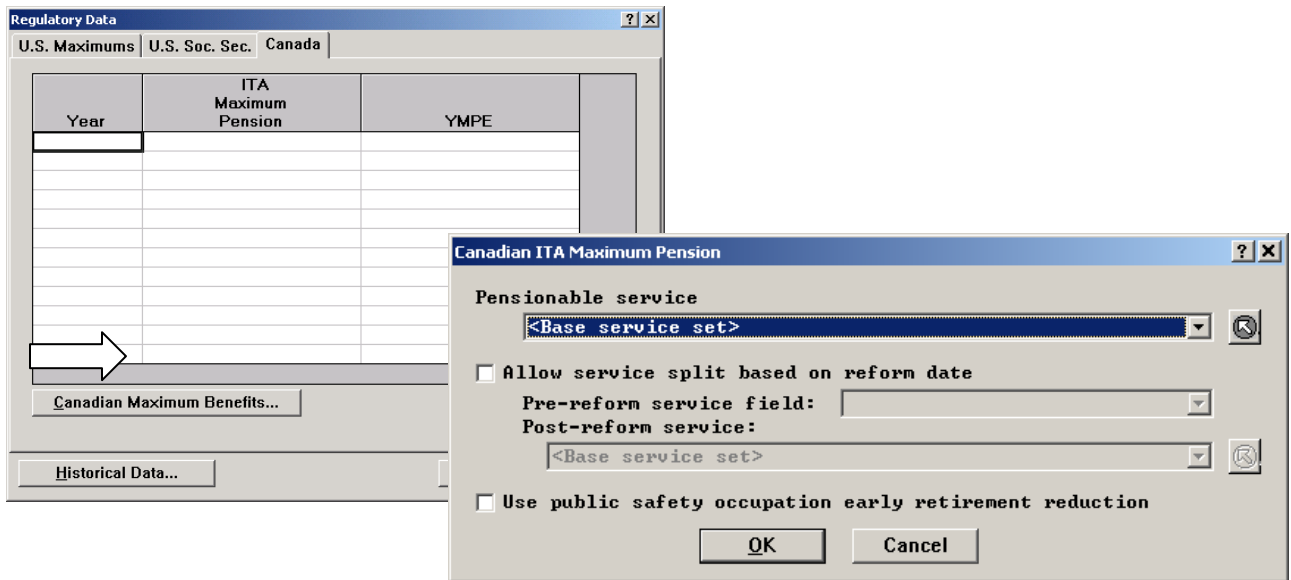 Regulatory Data
U.S. Maximums U.S. Soc. Sec. Canada
Year ITA Maximum Pension YMPE
Canadian Maximum Benefits...
Historical Data...
Canadian ITA Maximum Pension
Pensionable service
<Base service set>
Allow service split based on reform date
Pre-reform service field:
Post-reform service:
<Base service set>
Use public safety occupation early retirement reduction
OK Cancel